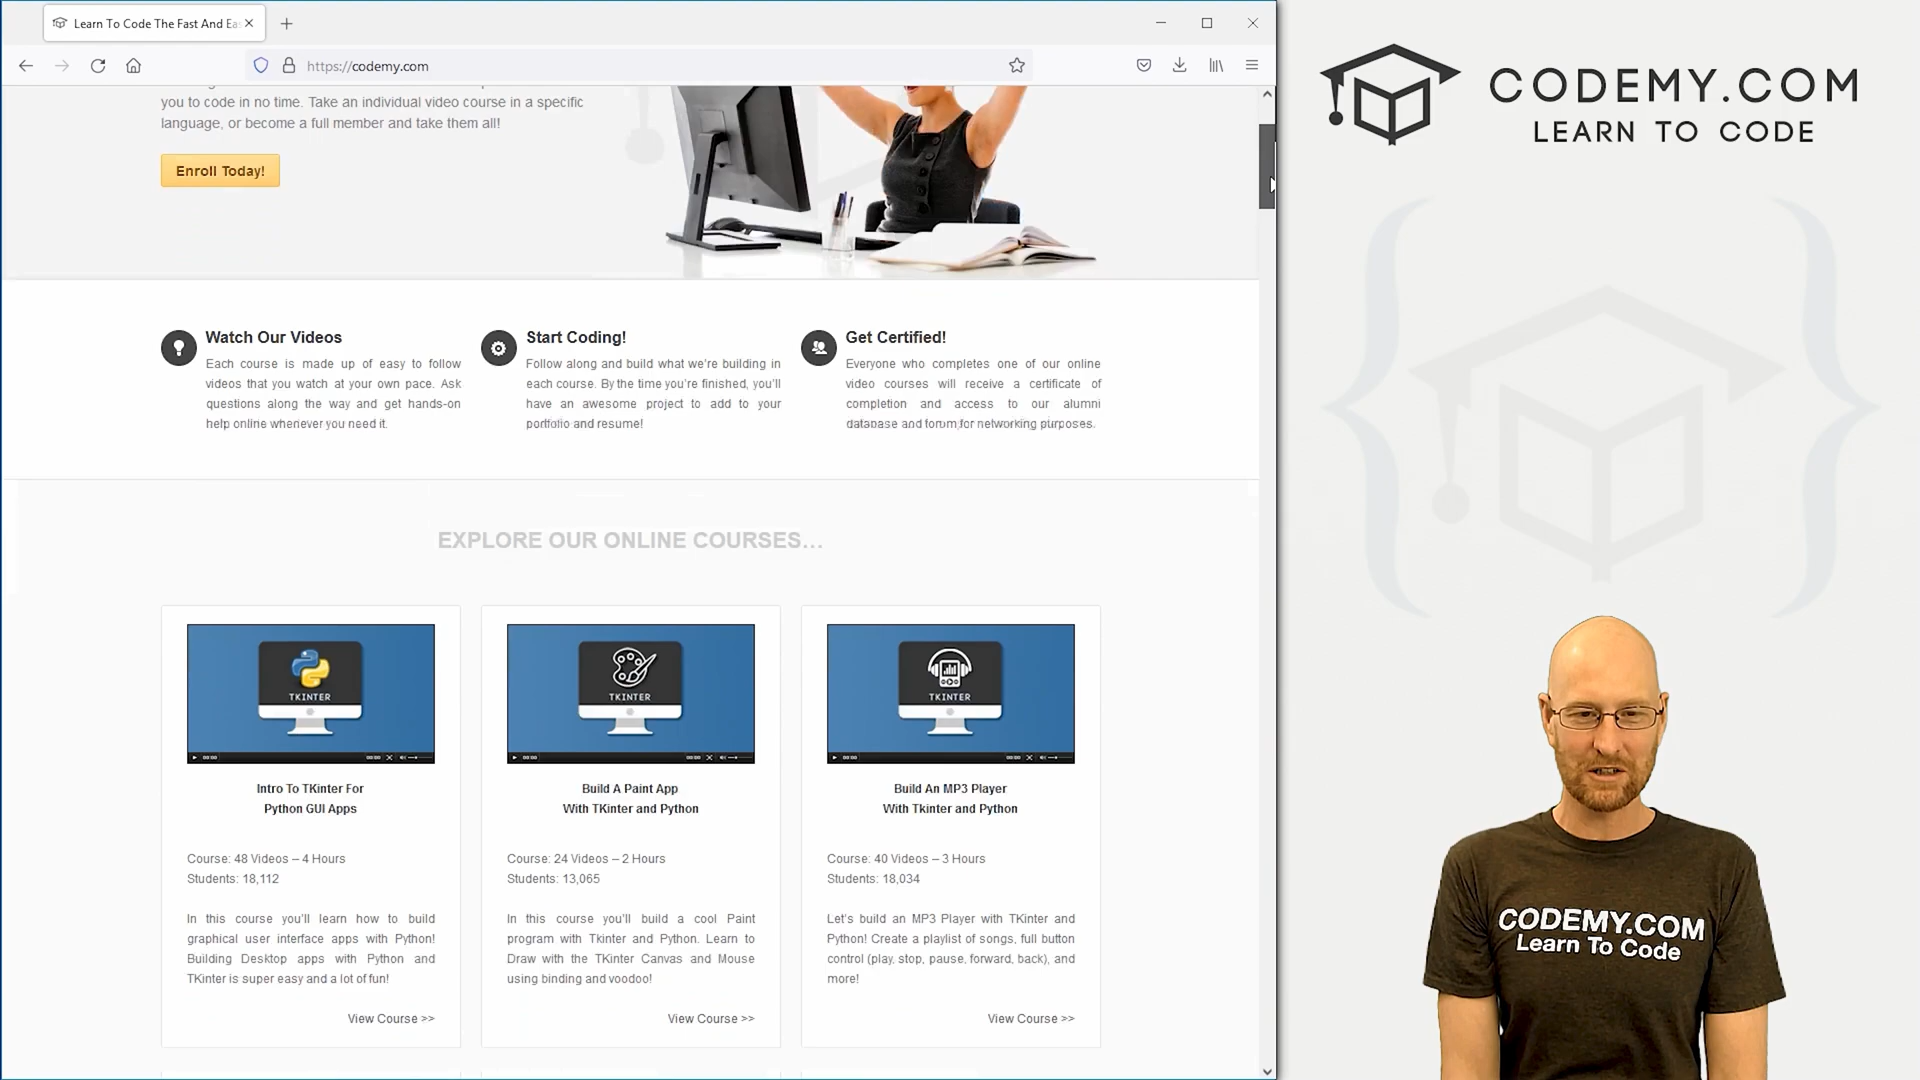 Learn To Code The Fast And Ea
https://codemy.com
you to code in no time. Take an individual video course in a specific
language, or become a full member and take them all!
Enroll Today!
Watch Our Videos
Each course is made up of easy to follow
videos that you watch at your own pace. Ask
questions along the way and get hands-on
help online whenever you need it.
Start Coding!
Follow along and build what we're building in
each course. By the time you're finished, you'll
have an awesome project to add to your
portfolio and resume!
Get Certified!
Everyone who completes one of our online
video courses will receive a certificate of
completion and access to our alumni
database and forum for networking purposes.
EXPLORE OUR ONLINE COURSES...
TKINTER
00:00
00:00
Intro To TKinter For
Python GUI Apps
Course: 48 Videos – 4 Hours
Students: 18,112
In this course you'll learn how to build
graphical user interface apps with Python!
Building Desktop apps with Python and
TKinter is super easy and a lot of fun!
View Course >>
TKINTER
00:00
00:00
Build A Paint App
With TKinter and Python
Course: 24 Videos – 2 Hours
Students: 13,065
In this course you'll build a cool Paint
program with Tkinter and Python. Learn to
Draw with the TKinter Canvas and Mouse
using binding and voodoo!
View Course >>
TKINTER
00:00
00:00
Build An MP3 Player
With Tkinter and Python
Course: 40 Videos – 3 Hours
Students: 18,034
Let's build an MP3 Player with TKinter and
Python! Create a playlist of songs, full button
control (play, stop, pause, forward, back), and
more!
View Course >>
CODEMY.COM
LEARN TO CODE
CODEMY.COM
Learn To Code